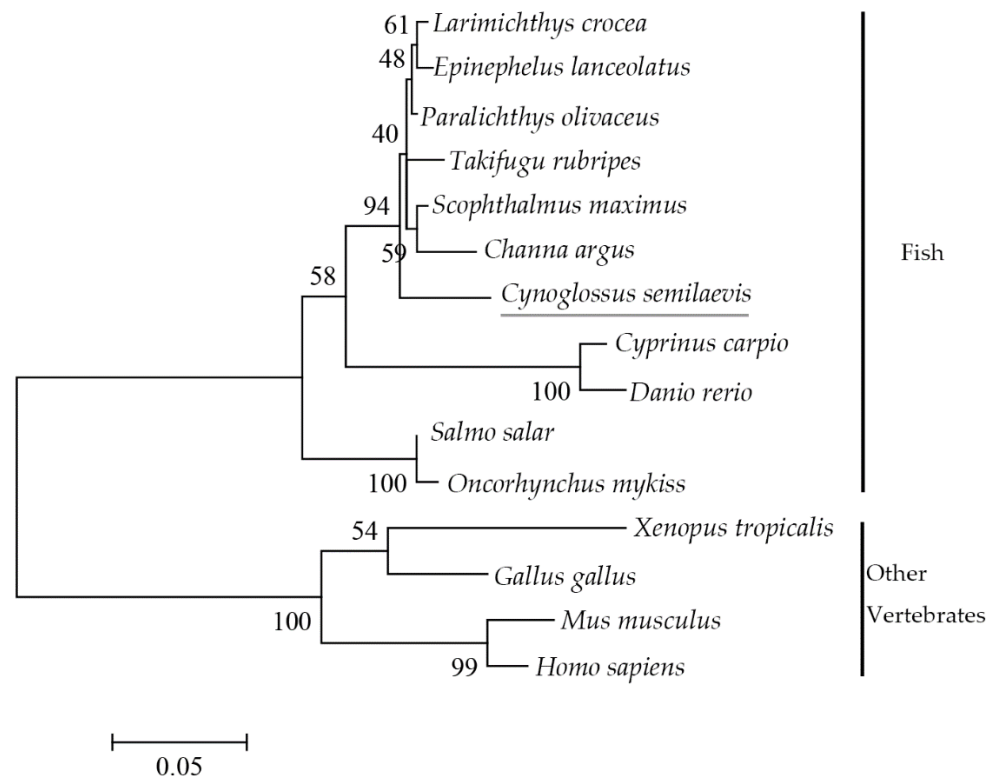 61
Larimichthys crocea
48
Epinephelus lanceolatus
Paralichthys olivaceus
40
Takifugu rubripes
94
Scophthalmus maximus
59
Channa argus
Fish
58
Cynoglossus semilaevis
Cyprinus carpio
100
Danio rerio
Salmo salar
100
Oncorhynchus mykiss
54
Xenopus tropicalis
Gallus gallus
Other
Vertebrates
100
Mus musculus
99
Homo sapiens
0.05